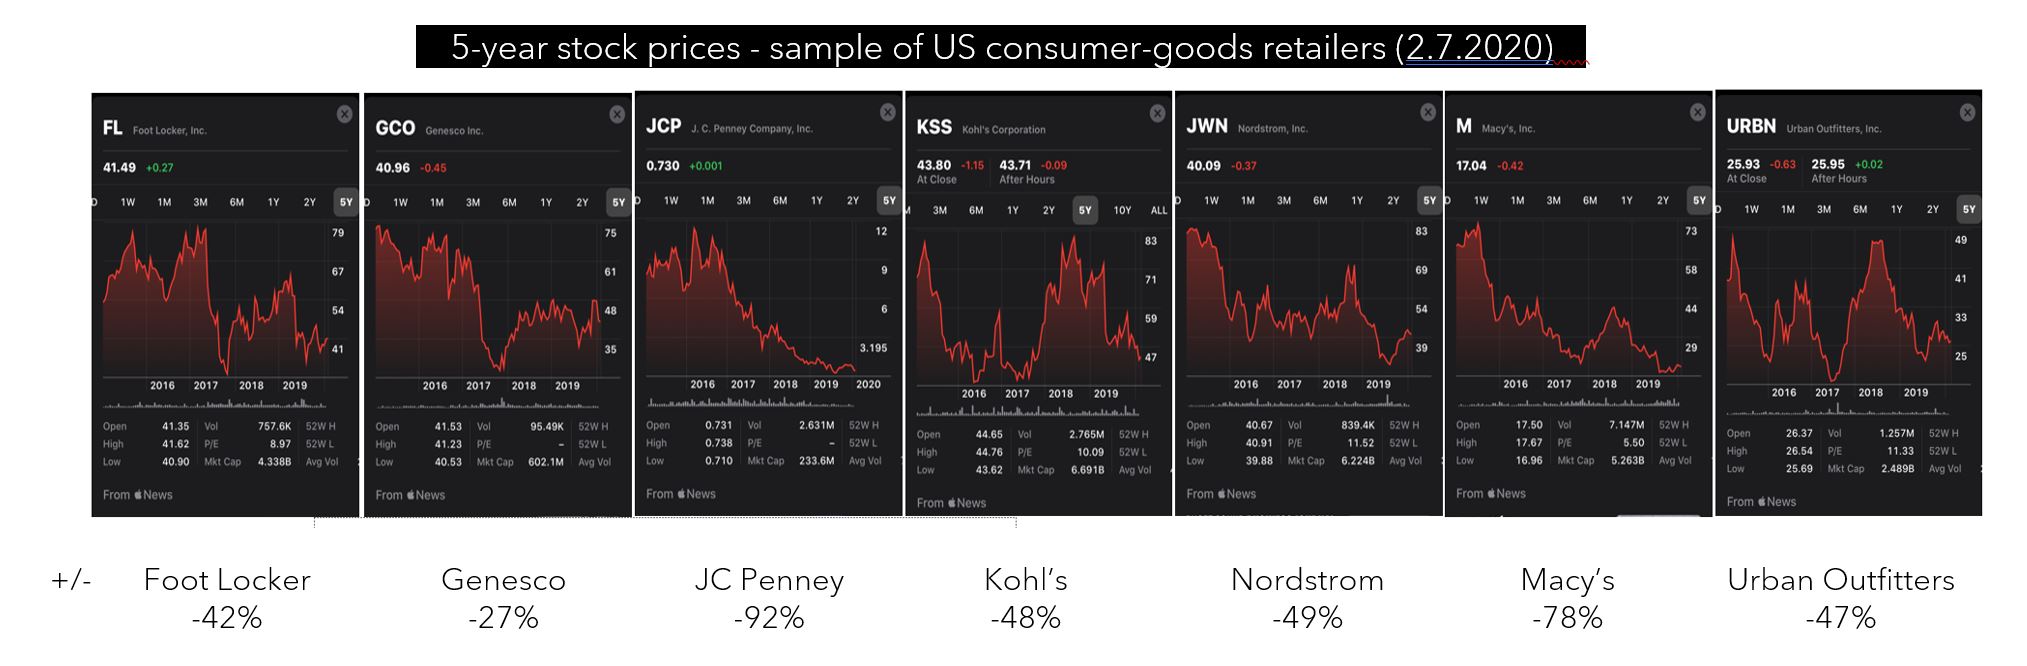 5-year stock prices - sample of US consumer-goods retailers (2.7.2020)
FL Foot Locker, Inc.
41.49 +0.27
D 1W 1M 3M 6M 1Y 2Y 5Y
79
67
54
41
2016 2017 2018 2019
Open 41.35 Vol 757.6K 52W H
High 41.62 P/E 8.97 52W L
Low 40.90 Mkt Cap 4.338B Avg Vol
From News
GCO Genesco Inc.
40.96 -0.45
D 1W 1M 3M 6M 1Y 2Y 5Y
75
61
48
35
2016 2017 2018 2019
Open 41.53 Vol 95.49K 52W H
High 41.23 P/E – 52W L
Low 40.53 Mkt Cap 602.1M Avg Vol
From News
JCP J. C. Penney Company, Inc.
0.730 +0.001
D 1W 1M 3M 6M 1Y 2Y 5Y
12
9
6
3.195
2016 2017 2018 2019 2020
Open 0.731 Vol 2.631M 52W H
High 0.738 P/E – 52W L
Low 0.710 Mkt Cap 233.6M Avg Vol
From News
KSS Kohl's Corporation
43.80 -1.15 43.71 -0.09
At Close After Hours
M 3M 6M 1Y 2Y 5Y 10Y ALL
83
71
59
47
2016 2017 2018 2019
Open 44.65 Vol 2.765M 52W H
High 44.76 P/E 10.09 52W L
Low 43.62 Mkt Cap 6.691B Avg Vol
From News
JWN Nordstrom, Inc.
40.09 -0.37
D 1W 1M 3M 6M 1Y 2Y 5Y
83
69
54
39
2016 2017 2018 2019
Open 40.67 Vol 839.4K 52W H
High 40.91 P/E 11.52 52W L
Low 39.88 Mkt Cap 6.224B Avg Vol
From News
M Macy's, Inc.
17.04 -0.42
D 1W 1M 3M 6M 1Y 2Y 5Y
73
58
44
29
2016 2017 2018 2019
Open 17.50 Vol 7.147M 52W H
High 17.67 P/E 5.50 52W L
Low 16.96 Mkt Cap 5.263B Avg Vol
From News
URBN Urban Outfitters, Inc.
25.93 -0.63 25.95 +0.02
At Close After Hours
D 1W 1M 3M 6M 1Y 2Y 5Y
49
41
33
25
2016 2017 2018 2019
Open 26.37 Vol 1.257M 52W H
High 26.54 P/E 11.33 52W L
Low 25.69 Mkt Cap 2.489B Avg Vol
From News
+/- Foot Locker Genesco JC Penney Kohl's Nordstrom Macy's Urban Outfitters
-42% -27% -92% -48% -49% -78% -47%